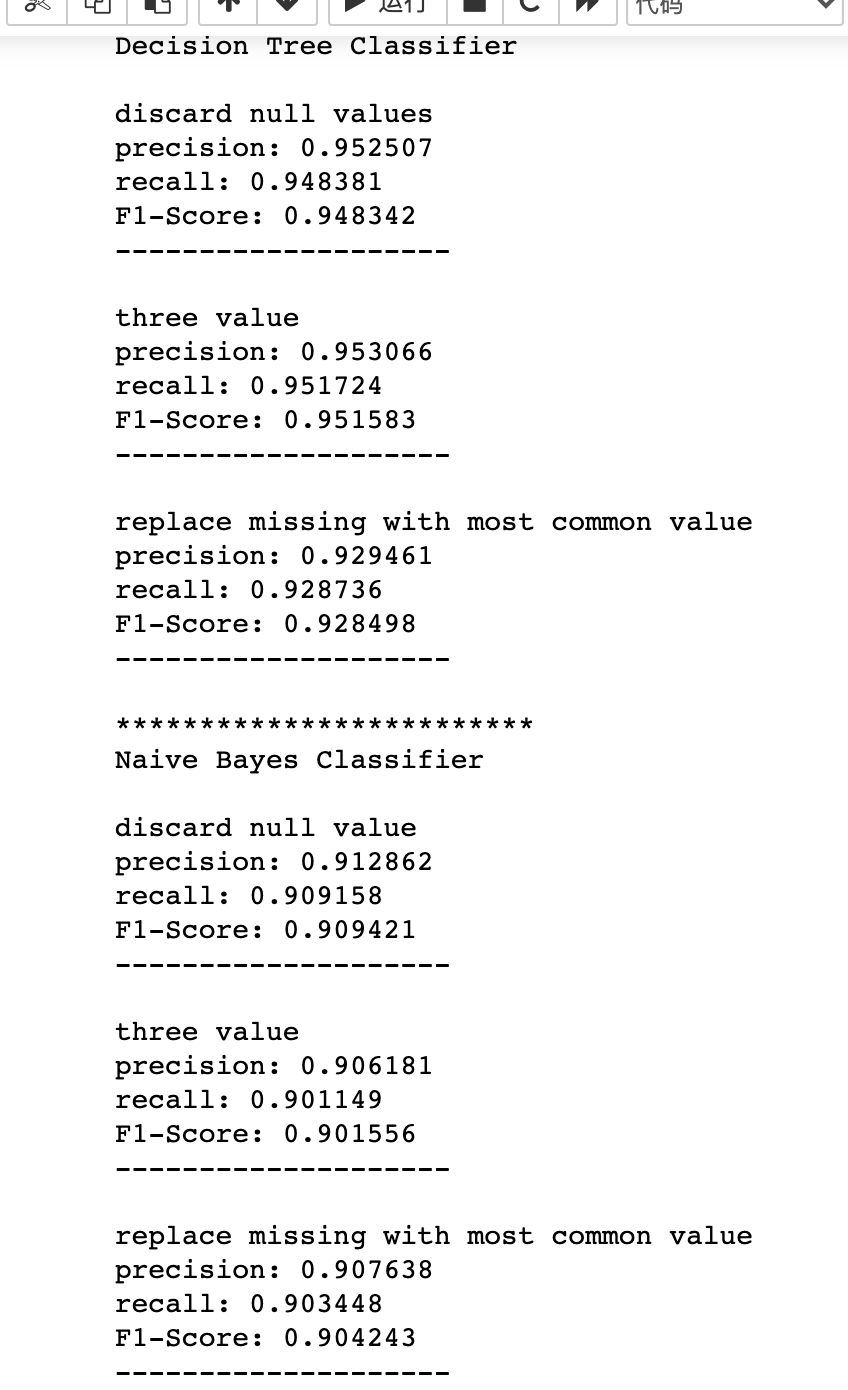 运行
代码
Decision Tree Classifier
discard null values
precision: 0.952507
recall: 0.948381
F1-Score: 0.948342
--------------------
three value
precision: 0.953066
recall: 0.951724
F1-Score: 0.951583
--------------------
replace missing with most common value
precision: 0.929461
recall: 0.928736
F1-Score: 0.928498
--------------------
*************************
Naive Bayes Classifier
discard null value
precision: 0.912862
recall: 0.909158
F1-Score: 0.909421
--------------------
three value
precision: 0.906181
recall: 0.901149
F1-Score: 0.901556
--------------------
replace missing with most common value
precision: 0.907638
recall: 0.903448
F1-Score: 0.904243
--------------------